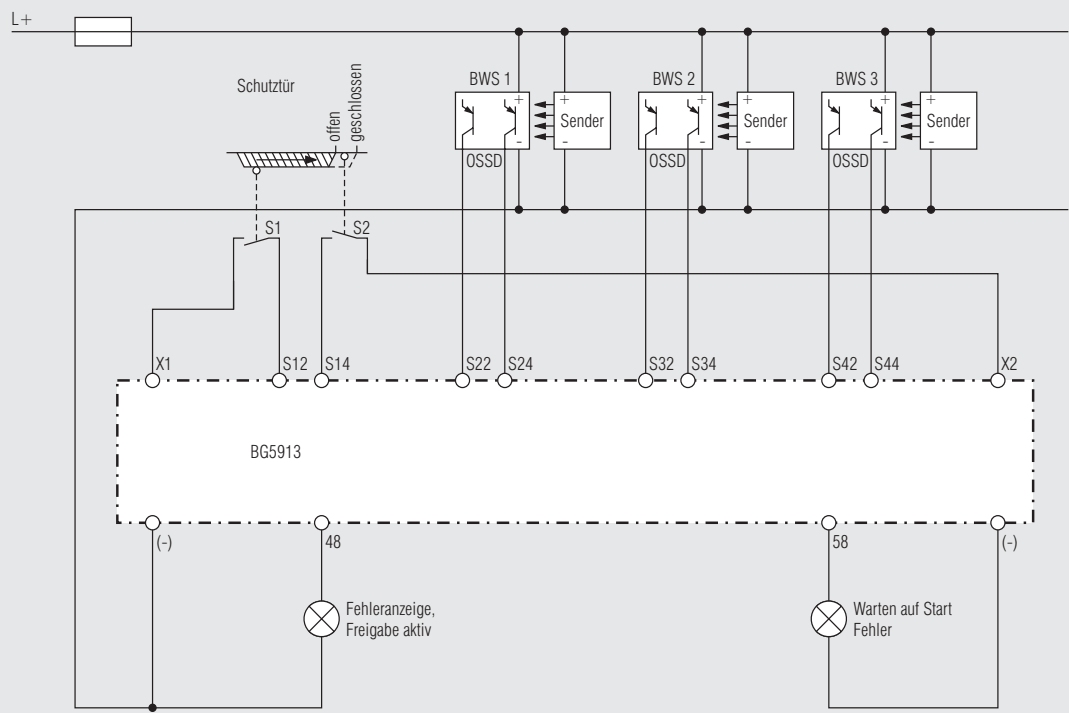 L+
Schutztür
offen
geschlossen
BWS 1
BWS 2
BWS 3
+
+
Sender
-
-
OSSD
+
+
Sender
-
-
OSSD
+
+
Sender
-
-
OSSD
S1
S2
X1
S12
S14
S22
S24
S32
S34
S42
S44
X2
BG5913
(-)
48
58
(-)
Fehleranzeige,
Freigabe aktiv
Warten auf Start
Fehler